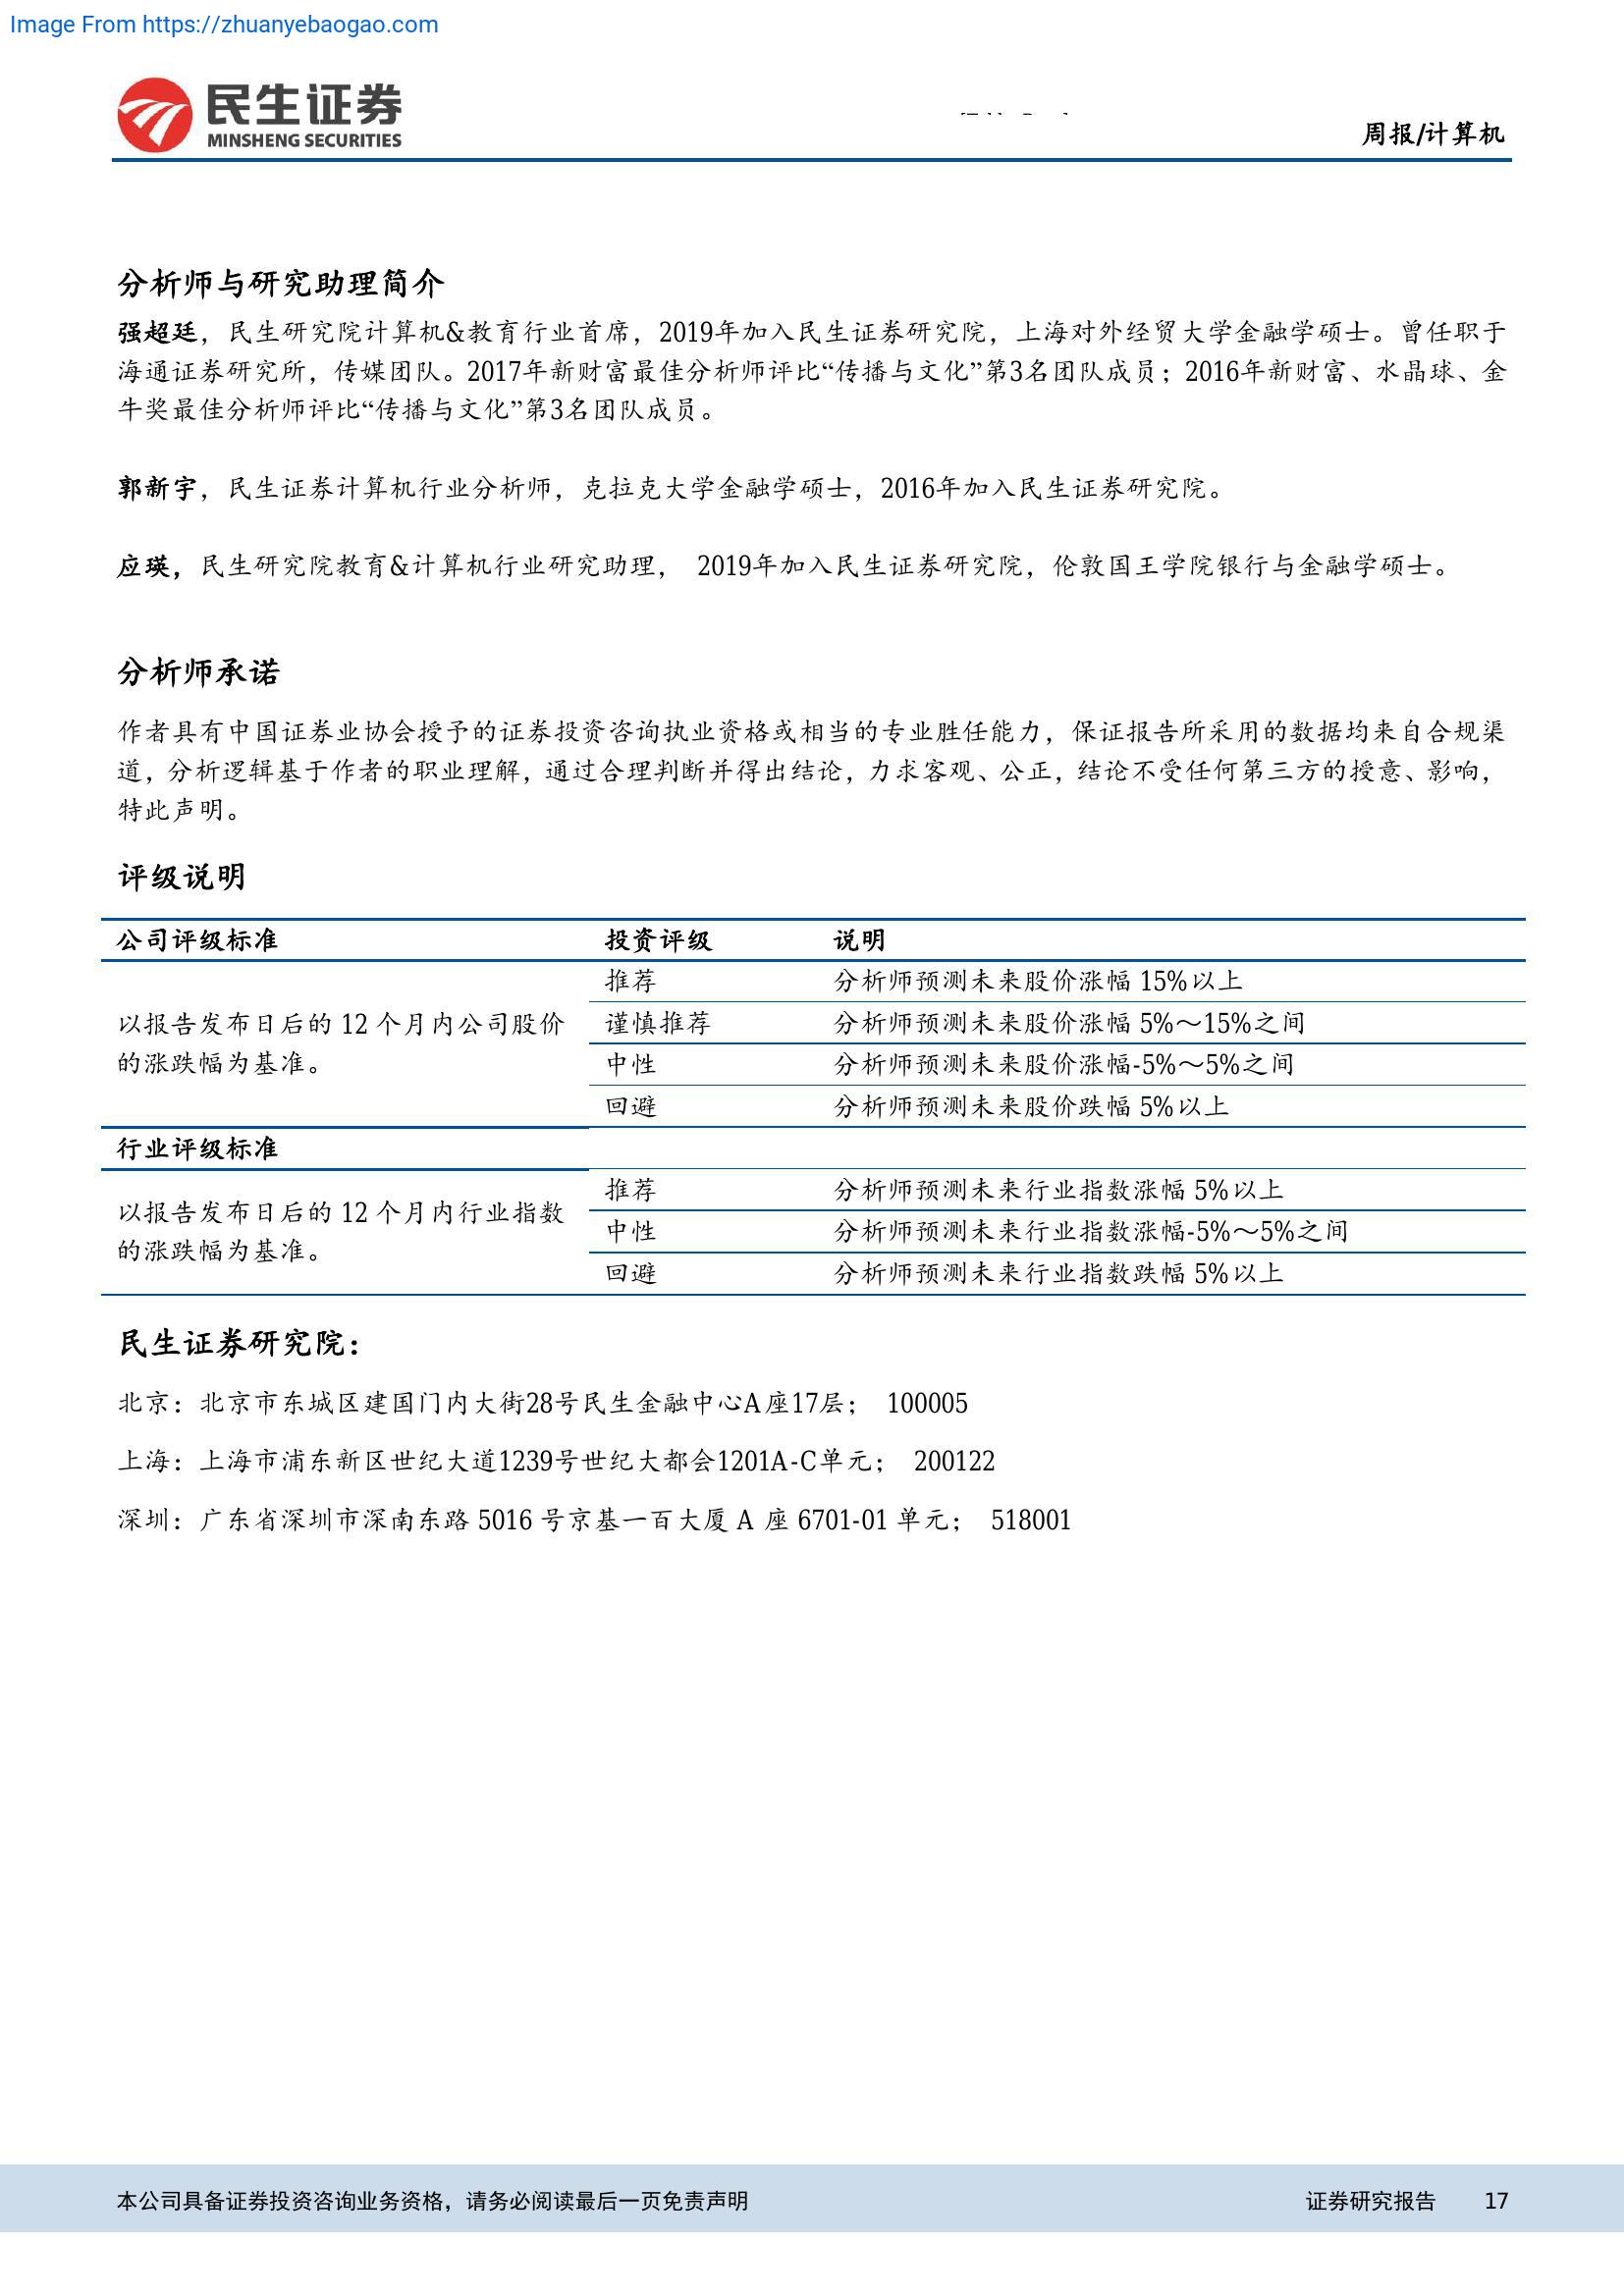 Image From https://zhuanyebaogao.com
民生证券
MINSHENG SECURITIES
周报/计算机
分析师与研究助理简介
强超廷，民生研究院计算机&教育行业首席，2019年加入民生证券研究院，上海对外经贸大学金融学硕士。曾任职于
海通证券研究所，传媒团队。2017年新财富最佳分析师评比“传播与文化”第3名团队成员；2016年新财富、水晶球、金
牛奖最佳分析师评比“传播与文化”第3名团队成员。
郭新宇，民生证券计算机行业分析师，克拉克大学金融学硕士，2016年加入民生证券研究院。
应瑛，民生研究院教育&计算机行业研究助理， 2019年加入民生证券研究院，伦敦国王学院银行与金融学硕士。
分析师承诺
作者具有中国证券业协会授予的证券投资咨询执业资格或相当的专业胜任能力，保证报告所采用的数据均来自合规渠
道，分析逻辑基于作者的职业理解，通过合理判断并得出结论，力求客观、公正，结论不受任何第三方的授意、影响，
特此声明。
评级说明
公司评级标准 投资评级 说明
以报告发布日后的 12 个月内公司股价
的涨跌幅为基准。
推荐 分析师预测未来股价涨幅 15%以上
谨慎推荐 分析师预测未来股价涨幅 5%～15%之间
中性 分析师预测未来股价涨幅-5%～5%之间
回避 分析师预测未来股价跌幅 5%以上
行业评级标准
以报告发布日后的 12 个月内行业指数
的涨跌幅为基准。
推荐 分析师预测未来行业指数涨幅 5%以上
中性 分析师预测未来行业指数涨幅-5%～5%之间
回避 分析师预测未来行业指数跌幅 5%以上
民生证券研究院：
北京：北京市东城区建国门内大街28号民生金融中心A座17层； 100005
上海：上海市浦东新区世纪大道1239号世纪大都会1201A-C单元； 200122
深圳：广东省深圳市深南东路 5016 号京基一百大厦 A 座 6701-01 单元； 518001
本公司具备证券投资咨询业务资格，请务必阅读最后一页免责声明 证券研究报告 17